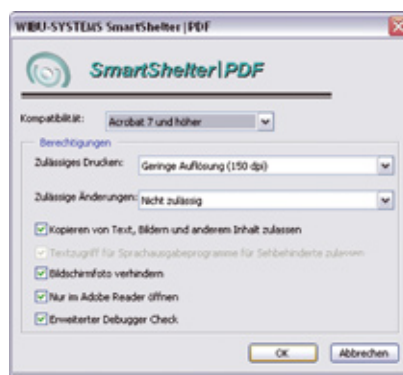 WIBU-SYSTEMS SmartShelter|PDF
SmartShelter|PDF
Kompatibilität: Acrobat 7 und höher
Berechtigungen
Zulässiges Drucken: Geringe Auflösung (150 dpi)
Zulässige Änderungen: Nicht zulässig
Kopieren von Text, Bildern und anderem Inhalt zulassen
Textzugriff für Sprachausgabeprogramme für Sehbehinderte zulassen
Bildschirmfoto verhindern
Nur im Adobe Reader öffnen
Erweiterter Debugger Check
OK Abbrechen